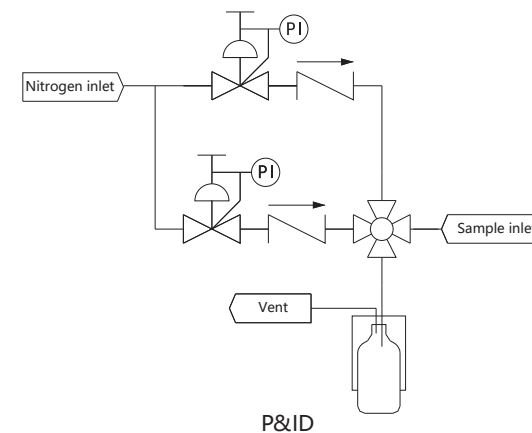 PI
Nitrogen inlet
PI
Sample inlet
Vent
P&ID